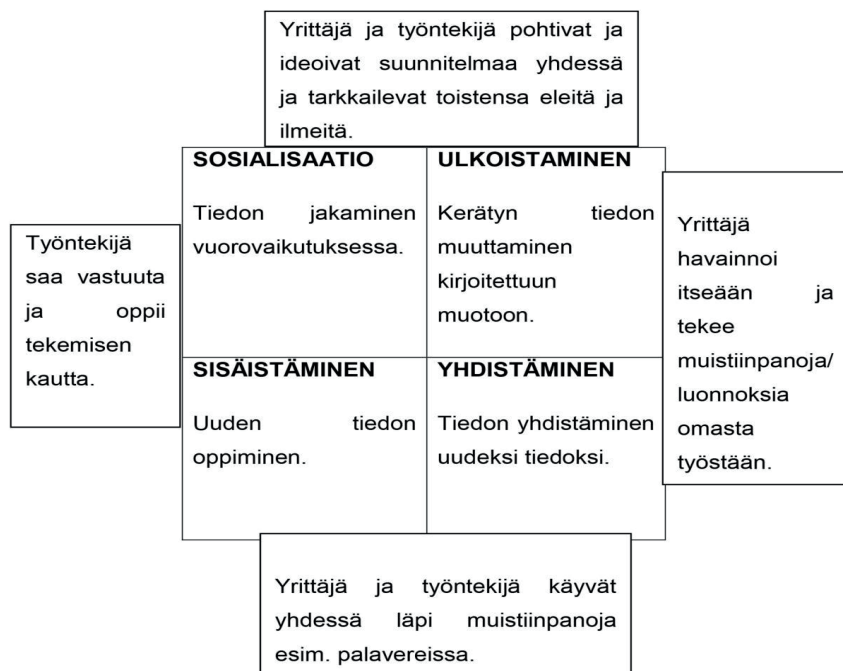 Yrittäjä ja työntekijä pohtivat ja
ideoivat suunnitelmaa yhdessä
ja tarkkailevat toistensa eleitä ja
ilmeitä.
SOSIALISAATIO
Tiedon jakaminen
vuorovaikutuksessa.
ULKOISTAMINEN
Kerätyn tiedon
muuttaminen
kirjoitettuun
muotoon.
Työntekijä
saa vastuuta
ja oppii
tekemisen
kautta.
Yrittäjä
havainnoi
itseään ja
tekee
muistiinpanoja/
luonnoksia
omasta
työstään.
SISÄISTÄMINEN
Uuden tiedon
oppiminen.
YHDISTÄMINEN
Tiedon yhdistäminen
uudeksi tiedoksi.
Yrittäjä ja työntekijä käyvät
yhdessä läpi muistiinpanoja
esim. palavereissa.